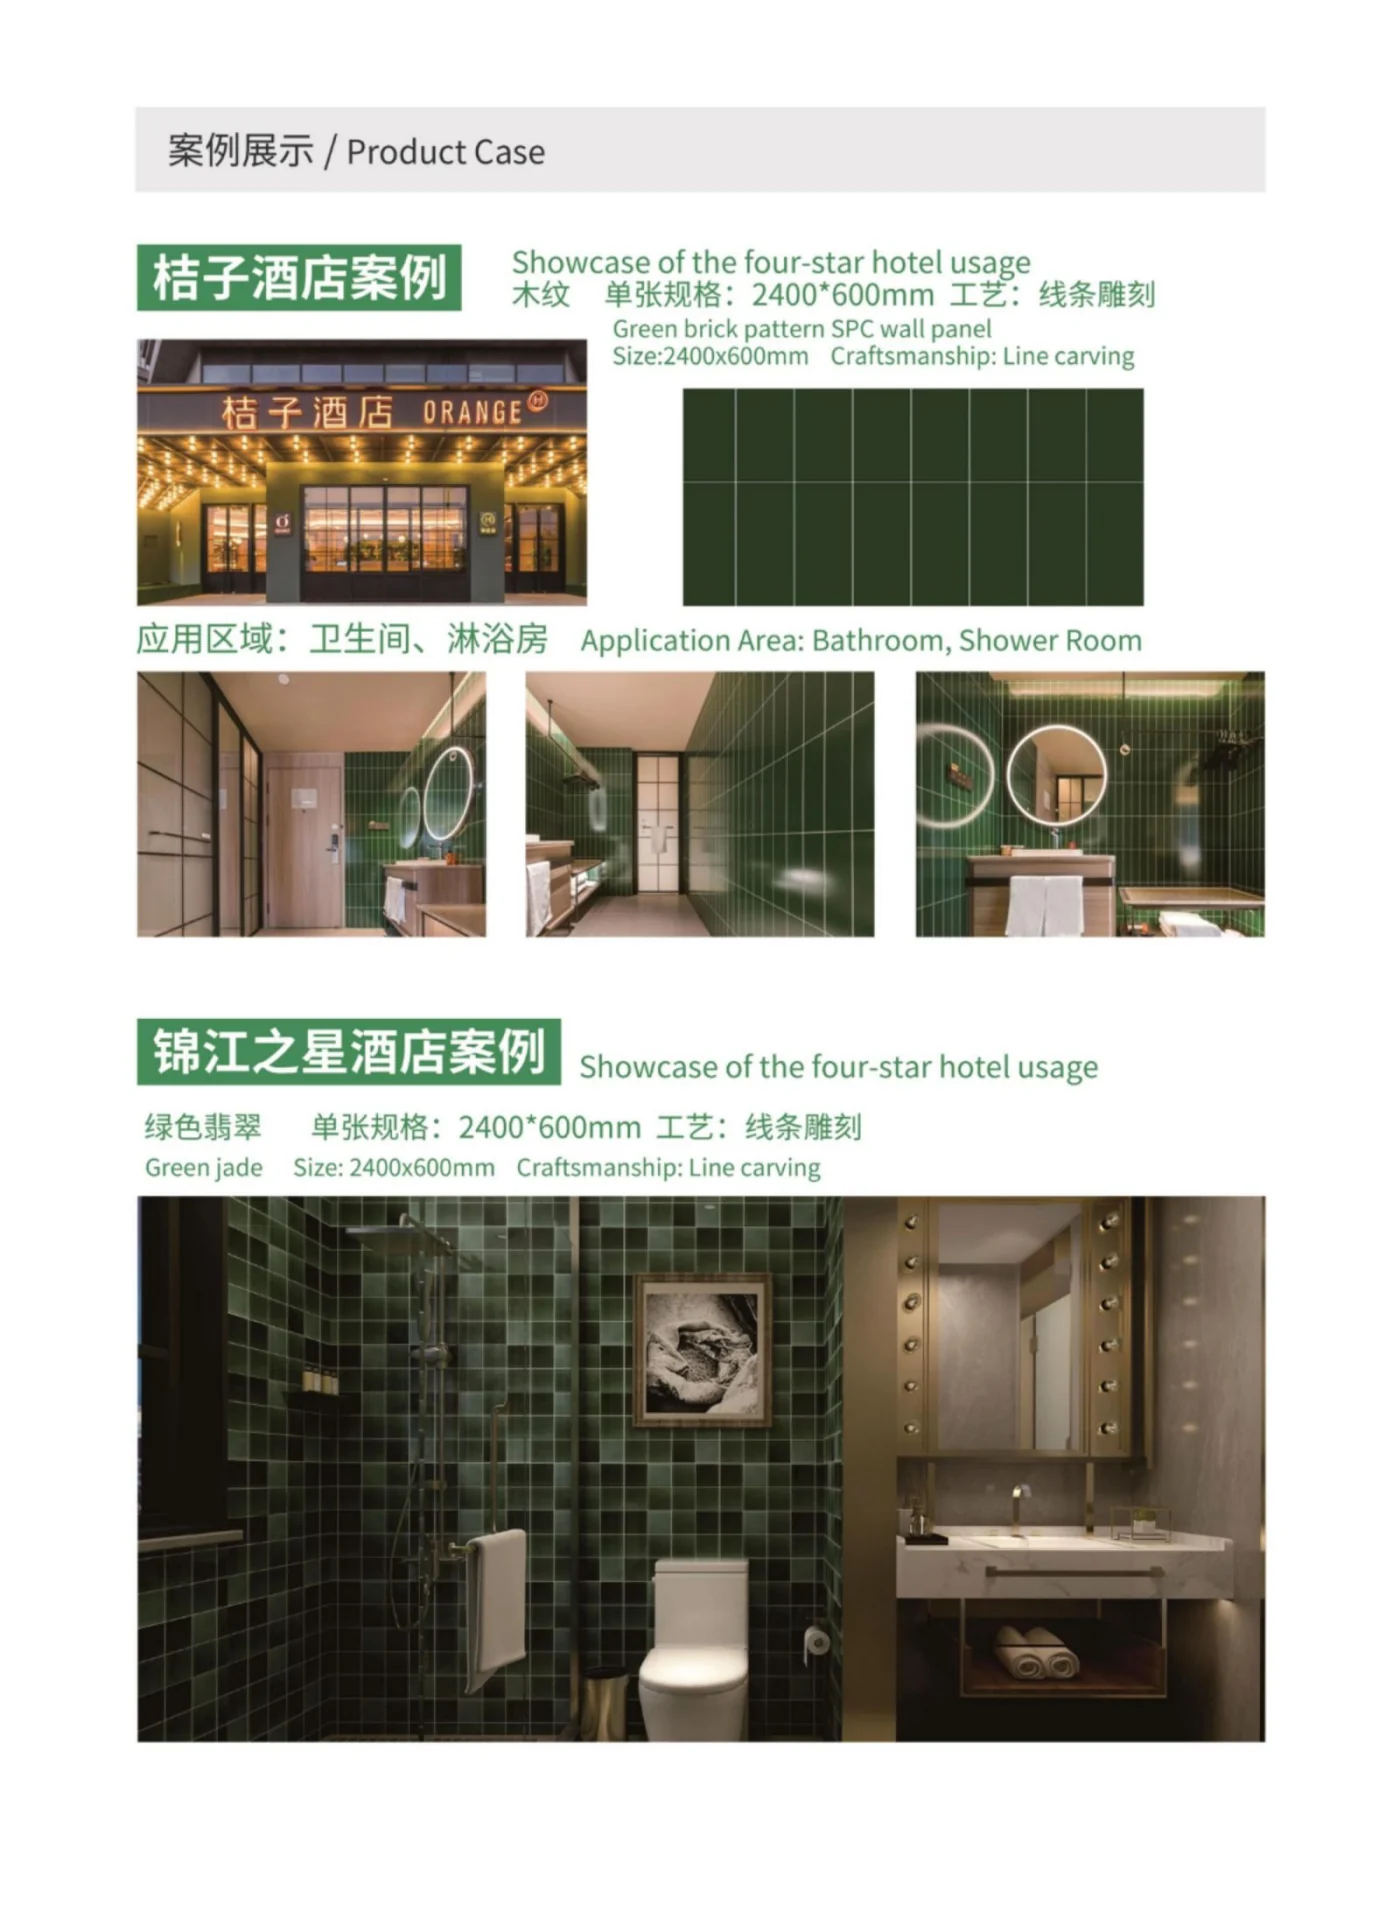 案例展示 / Product Case
桔子酒店案例
Showcase of the four-star hotel usage
木纹 单张规格：2400*600mm 工艺：线条雕刻
Green brick pattern SPC wall panel
Size:2400x600mm Craftsmanship: Line carving
桔子酒店 ORANGE H
应用区域：卫生间、淋浴房 Application Area: Bathroom, Shower Room
锦江之星酒店案例 Showcase of the four-star hotel usage
绿色翡翠 单张规格：2400*600mm 工艺：线条雕刻
Green jade Size: 2400x600mm Craftsmanship: Line carving